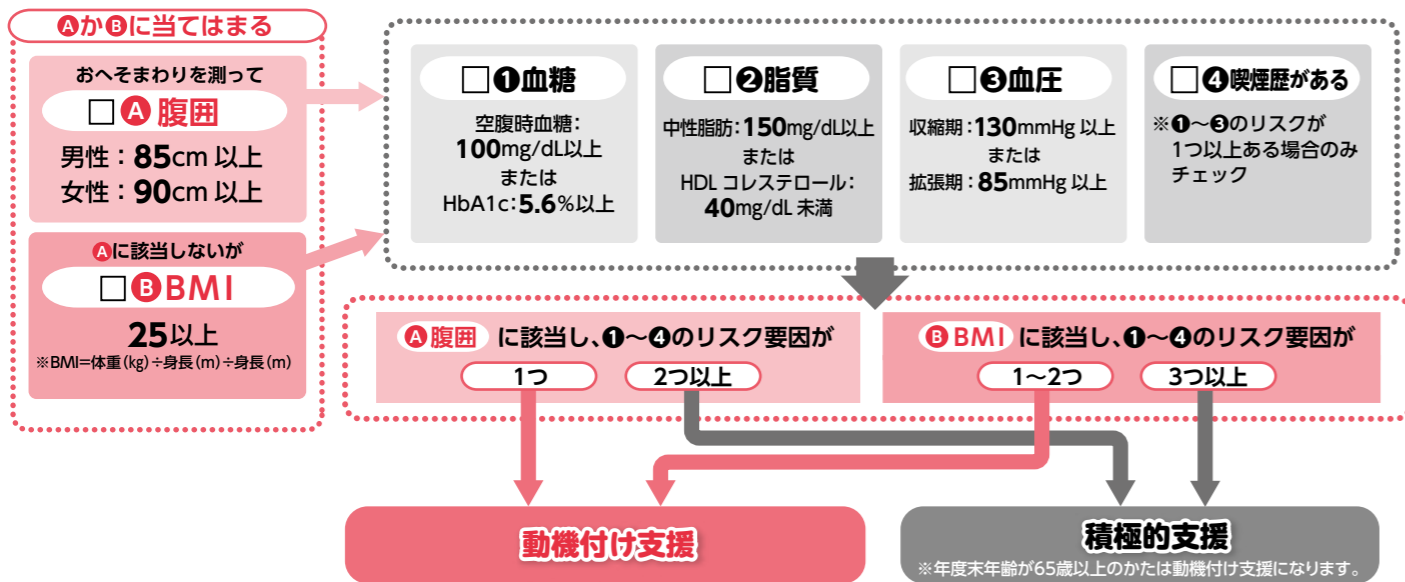 ⒶかⒷに当てはまる
おへそまわりを測って
□Ⓐ腹囲
男性：85cm 以上
女性：90cm 以上
Ⓐに該当しないが
□ⒷBMI
25以上
※BMI=体重(kg)÷身長(m)÷身長(m)
□❶血糖
空腹時血糖：
100mg/dL以上
または
HbA1c：5.6%以上
□❷脂質
中性脂肪：150mg/dL以上
または
HDL コレステロール：
40mg/dL 未満
□❸血圧
収縮期：130mmHg 以上
または
拡張期：85mmHg 以上
□❹喫煙歴がある
※❶〜❸のリスクが
1つ以上ある場合のみ
チェック
Ⓐ腹囲 に該当し、❶〜❹のリスク要因が
1つ 2つ以上
ⒷBMI に該当し、❶〜❹のリスク要因が
1〜2つ 3つ以上
動機付け支援
積極的支援
※年度末年齢が65歳以上のかたは動機付け支援になります。